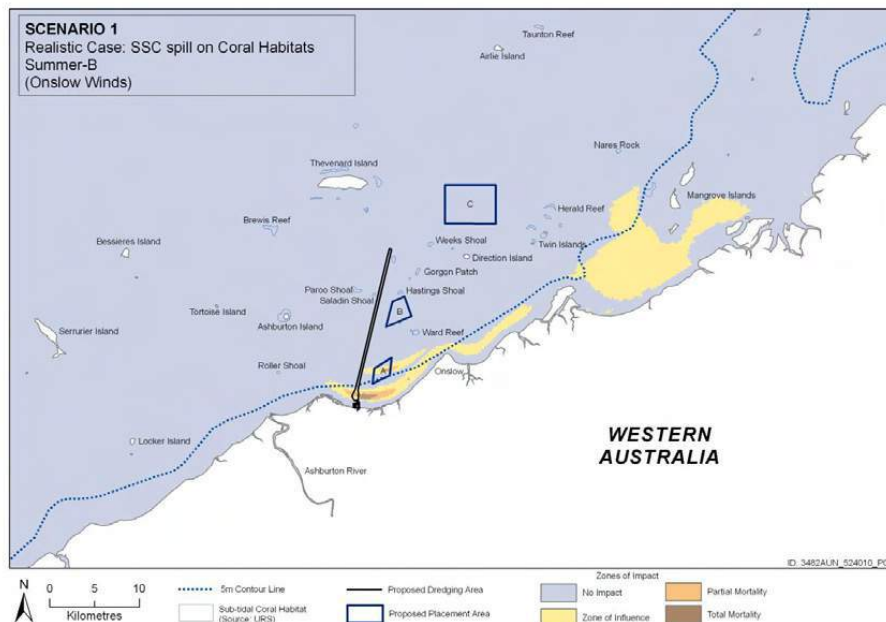 SCENARIO 1
Realistic Case: SSC spill on Coral Habitats
Summer-B
(Onslow Winds)
Taunton Reef
Airlie Island
Nares Rock
Thevenard Island
Mangrove Islands
C
Herald Reef
Brewis Reef
Twin Islands
Weeks Shoal
Bessieres Island
Direction Island
Gorgon Patch
Paroo Shoal
Hastings Shoal
Saladin Shoal
Tortoise Island
B
Ashburton Island
Serrurier Island
Ward Reef
Roller Shoal
A
Onslow
WESTERN
AUSTRALIA
Locker Island
Ashburton River
N
0 5 10
Kilometres
5m Contour Line
Sub-tidal Coral Habitat
(Source: URS)
Proposed Dredging Area
Proposed Placement Area
Zones of Impact
No Impact
Zone of Influence
Partial Mortality
Total Mortality